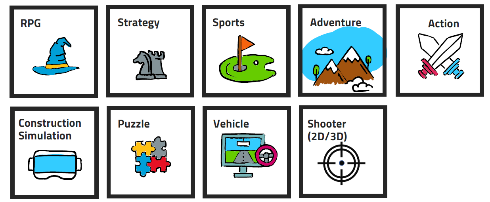 RPG
Strategy
Sports
Adventure
Action
Construction
Simulation
Puzzle
Vehicle
Shooter
(2D/3D)